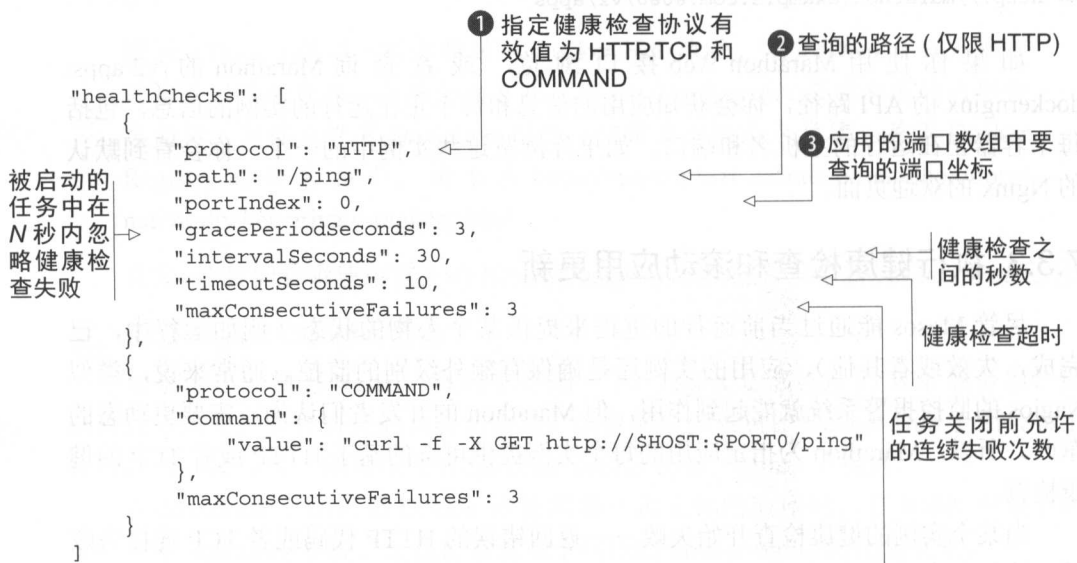 ❶ 指定健康检查协议有
效值为 HTTP.TCP 和
COMMAND
❷ 查询的路径 ( 仅限 HTTP)
"healthChecks": [
{
"protocol": "HTTP",
❸ 应用的端口数组中要
查询的端口坐标
"path": "/ping",
"portIndex": 0,
被启动的
任务中在
N 秒内忽
略健康检
查失败
"gracePeriodSeconds": 3,
"intervalSeconds": 30,
健康检查之
间的秒数
"timeoutSeconds": 10,
健康检查超时
"maxConsecutiveFailures": 3
任务关闭前允许
的连续失败次数
},
{
"protocol": "COMMAND",
"command": {
"value": "curl -f -X GET http://$HOST:$PORT0/ping"
},
"maxConsecutiveFailures": 3
}
]